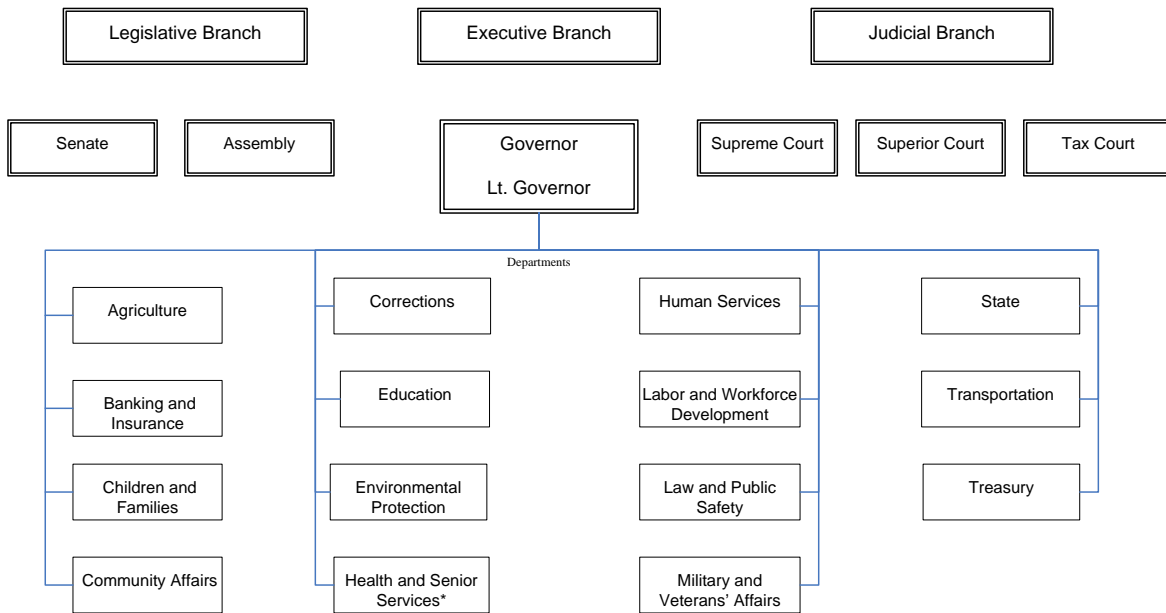 Legislative Branch
Executive Branch
Judicial Branch
Senate
Assembly
Governor
Lt. Governor
Supreme Court
Superior Court
Tax Court
Departments
Agriculture
Corrections
Human Services
State
Banking and
Insurance
Education
Labor and Workforce
Development
Transportation
Children and
Families
Environmental
Protection
Law and Public
Safety
Treasury
Community Affairs
Health and Senior
Services*
Military and
Veterans’ Affairs